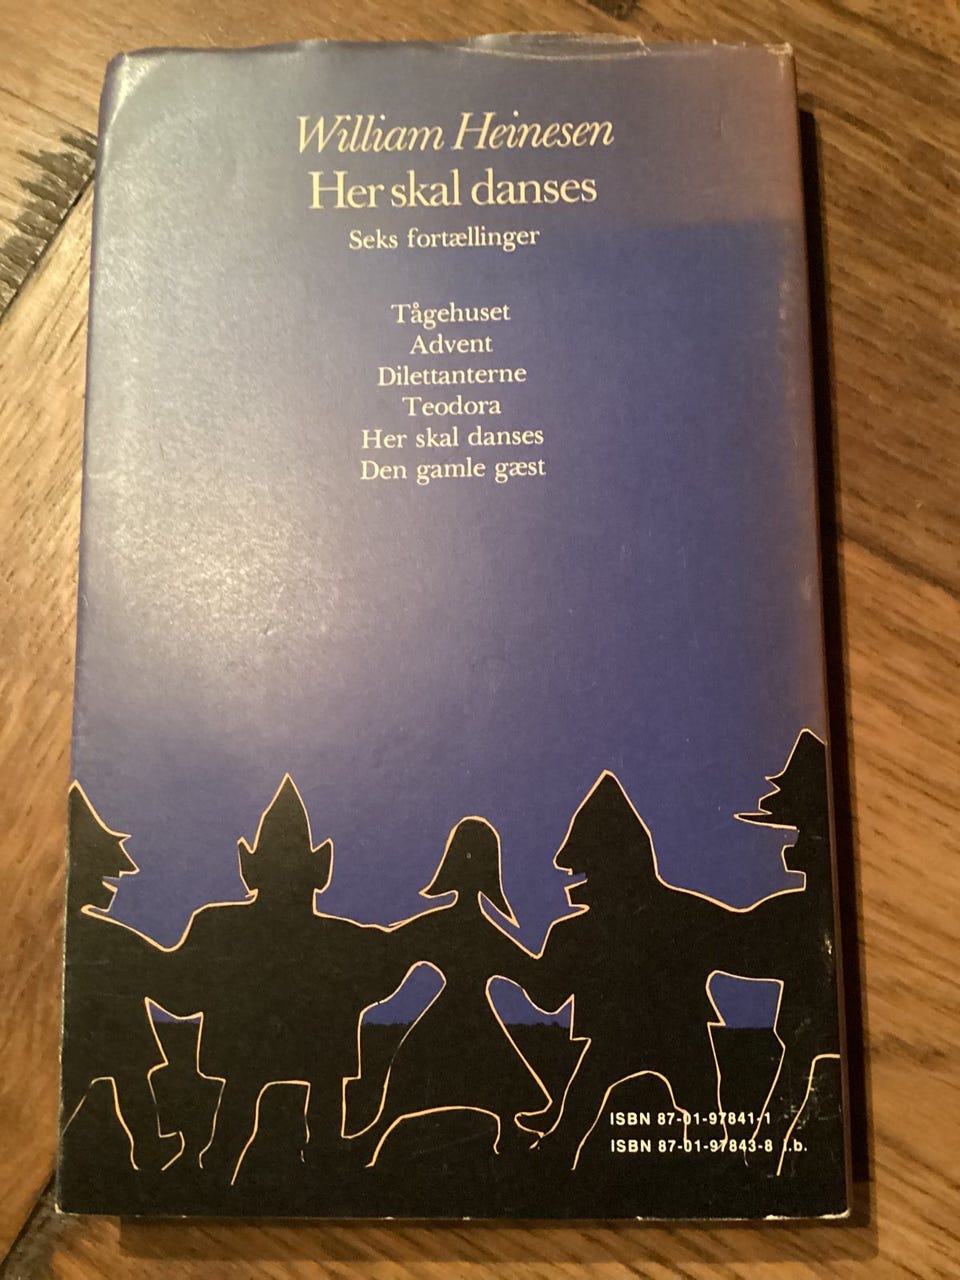 William Heinesen
Her skal danses
Seks fortællinger
Tågehuset
Advent
Dilettanterne
Teodora
Her skal danses
Den gamle gæst
ISBN 87-01-97841-1
ISBN 87-01-97843-8 i.b.